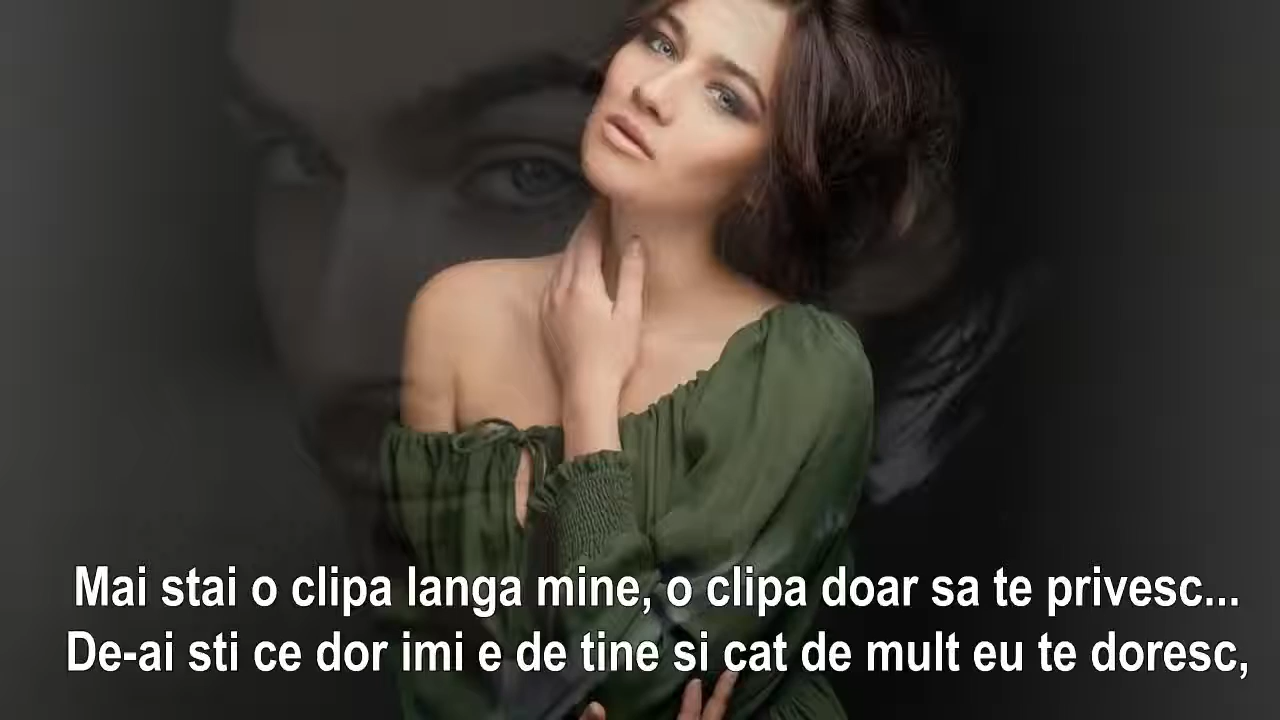 Mai stai o clipa langa mine, o clipa doar sa te privesc...
De-ai sti ce dor imi e de tine si cat de mult eu te doresc,